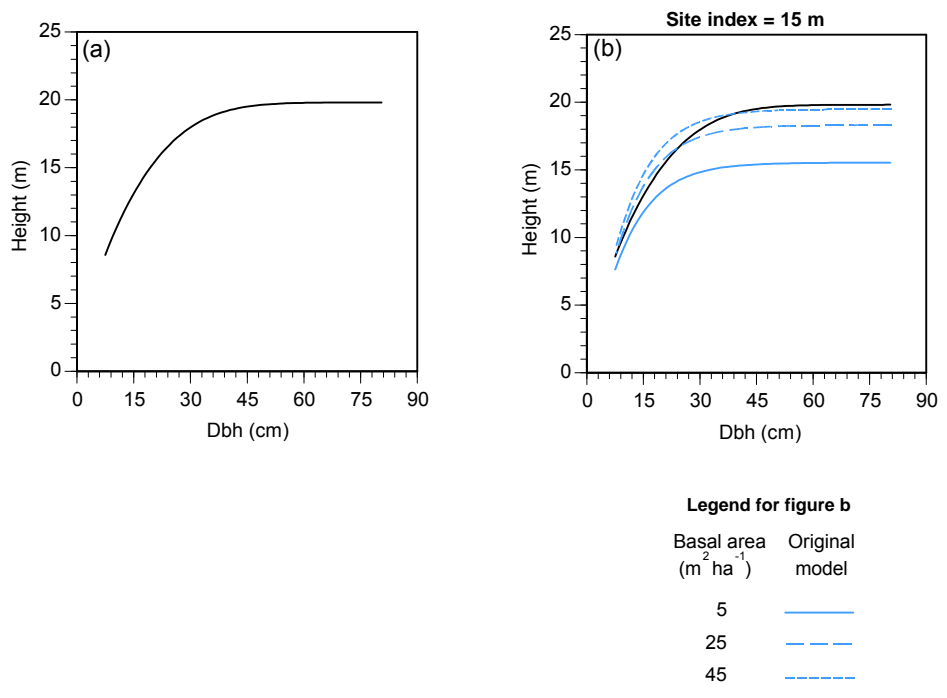 (a)
25
20
15
10
5
0
Height (m)
0 15 30 45 60 75 90
Dbh (cm)
Site index = 15 m
(b)
25
20
15
10
5
0
Height (m)
0 15 30 45 60 75 90
Dbh (cm)
Legend for figure b
Basal area Original
(m² ha⁻¹) model
5
25
45